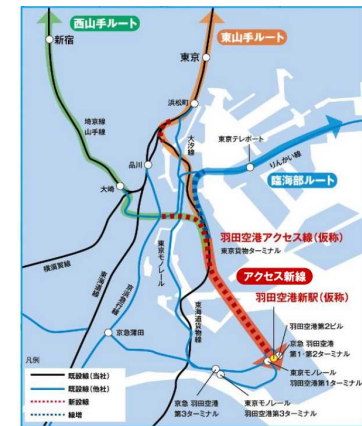 西山手ルート
東山手ルート
新宿
東京
浜松町
埼京線
山手線
大汐線
東京テレポート
りんかい線
品川
臨海部ルート
大崎
羽田空港アクセス線(仮称)
東京貨物ターミナル
アクセス新線
横須賀線
東海道線
京浜急行線
東京モノレール
羽田空港新駅(仮称)
東海道貨物線
羽田空港第2ビル
京急 羽田空港
第1・第2ターミナル
京急蒲田
東京モノレール
羽田空港第1ターミナル
凡例
既設線(当社)
既設線(他社)
新設線
線増
京急 羽田空港
第3ターミナル
東京モノレール
羽田空港第3ターミナル